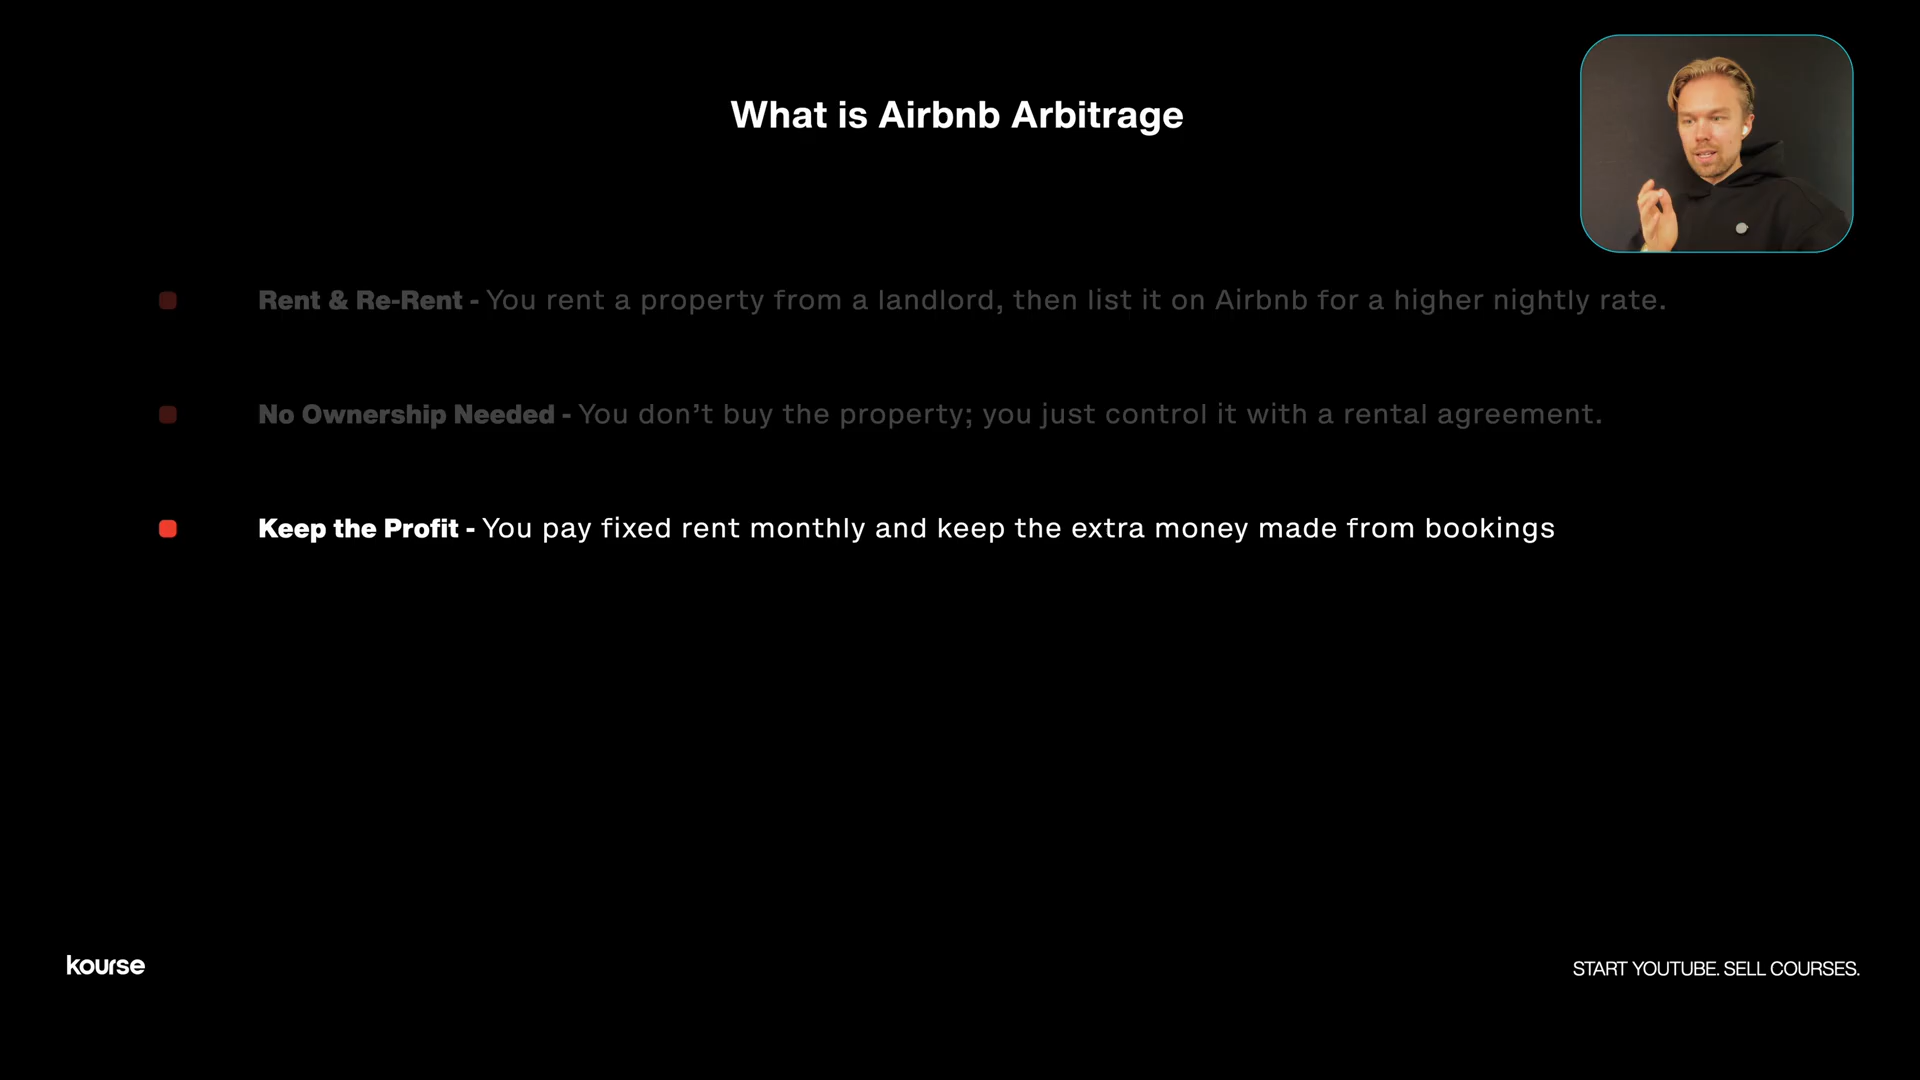 What is Airbnb Arbitrage
Rent & Re-Rent - You rent a property from a landlord, then list it on Airbnb for a higher nightly rate.
No Ownership Needed - You don’t buy the property; you just control it with a rental agreement.
Keep the Profit - You pay fixed rent monthly and keep the extra money made from bookings
kourse
START YOUTUBE. SELL COURSES.